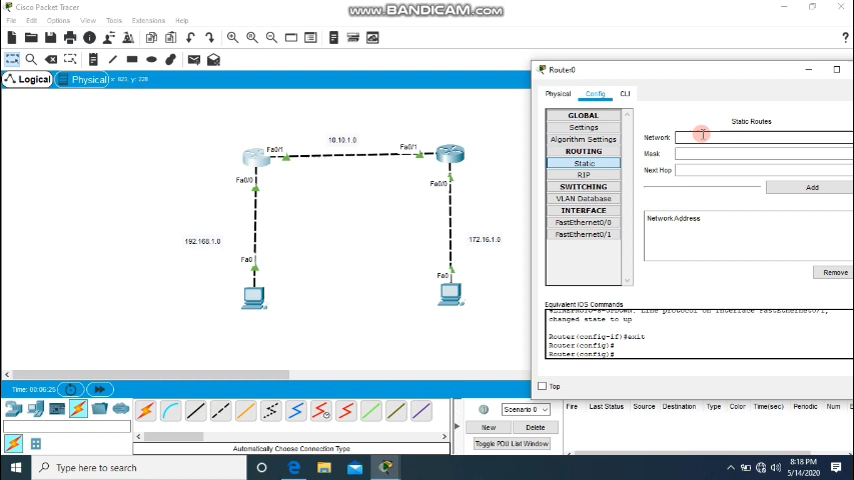 Cisco Packet Tracer
www.BANDICAM.com
File Edit Options View Tools Extensions Help
Logical
Physical
x: 823, y: 228
Router0
Physical Config CLI
GLOBAL
Settings
Algorithm Settings
ROUTING
Static
RIP
SWITCHING
VLAN Database
INTERFACE
FastEthernet0/0
FastEthernet0/1
Static Routes
Network
Mask
Next Hop
Add
Network Address
Remove
Equivalent IOS Commands
changed state to up
Router(config-if)#exit
Router(config)#
Router(config)#
Top
10.10.1.0
Fa0/1
Fa0/1
Fa0/0
Fa0/0
192.168.1.0
172.16.1.0
Fa0
Fa0
Time: 00:06:25
Scenario 0
New
Delete
Toggle PDU List Window
Fire Last Status Source Destination Type Color Time(sec) Periodic Num
Automatically Choose Connection Type
Type here to search
8:18 PM
5/14/2020